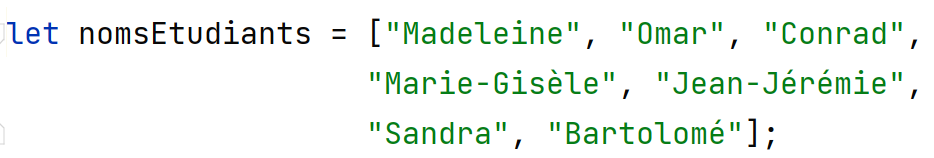 let nomsEtudiants = ["Madeleine", "Omar", "Conrad",
"Marie-Gisèle", "Jean-Jérémie",
"Sandra", "Bartolomé"];